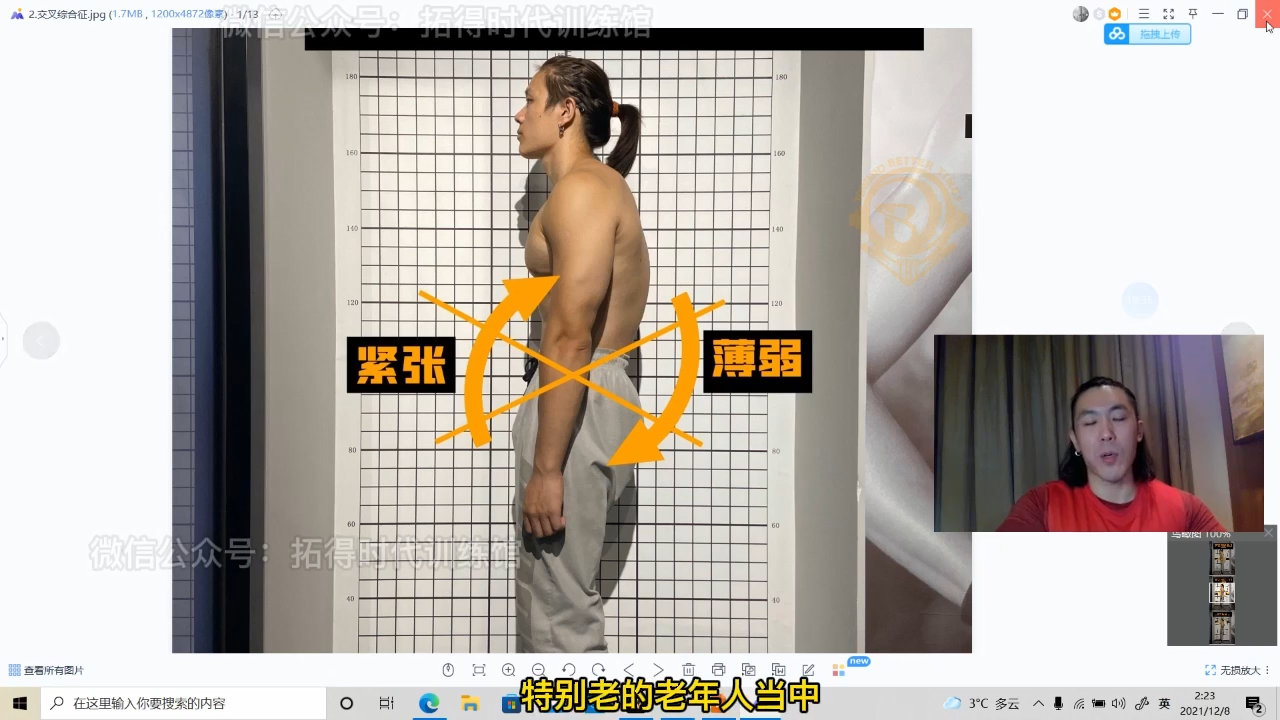 2.交叉综合征.jpg (1.7MB , 1200x4872像素) - 1/13
微信公众号：拓得时代训练馆
拖拽上传
180
180
160
160
140
140
120
120
紧张
薄弱
80
80
60
60
微信公众号：拓得时代训练馆
鸟瞰图 100%
40
40
查看所有图片
new
无损放大
特别老的老年人当中
在这里输入你要搜索的内容
3°C 多云
英
2:23
2021/12/8
2